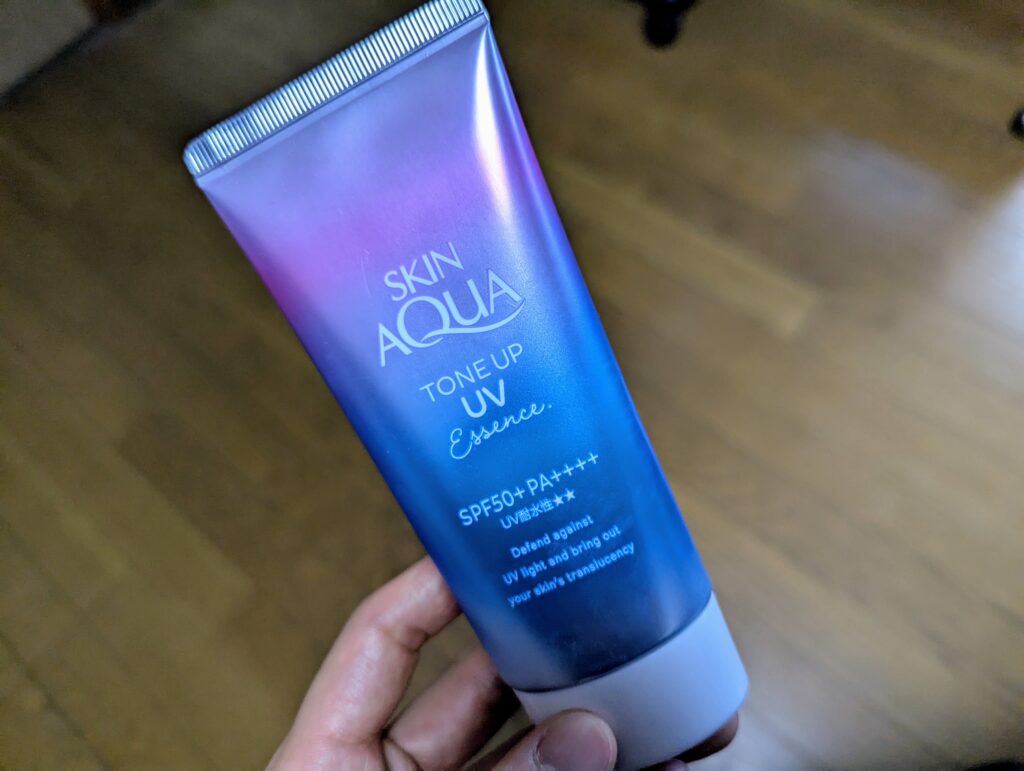 SKIN
AQUA
TONE UP
UV
Essence.
SPF50+ PA++++
UV耐水性★★
Defend against
UV light and bring out
your skin's translucency